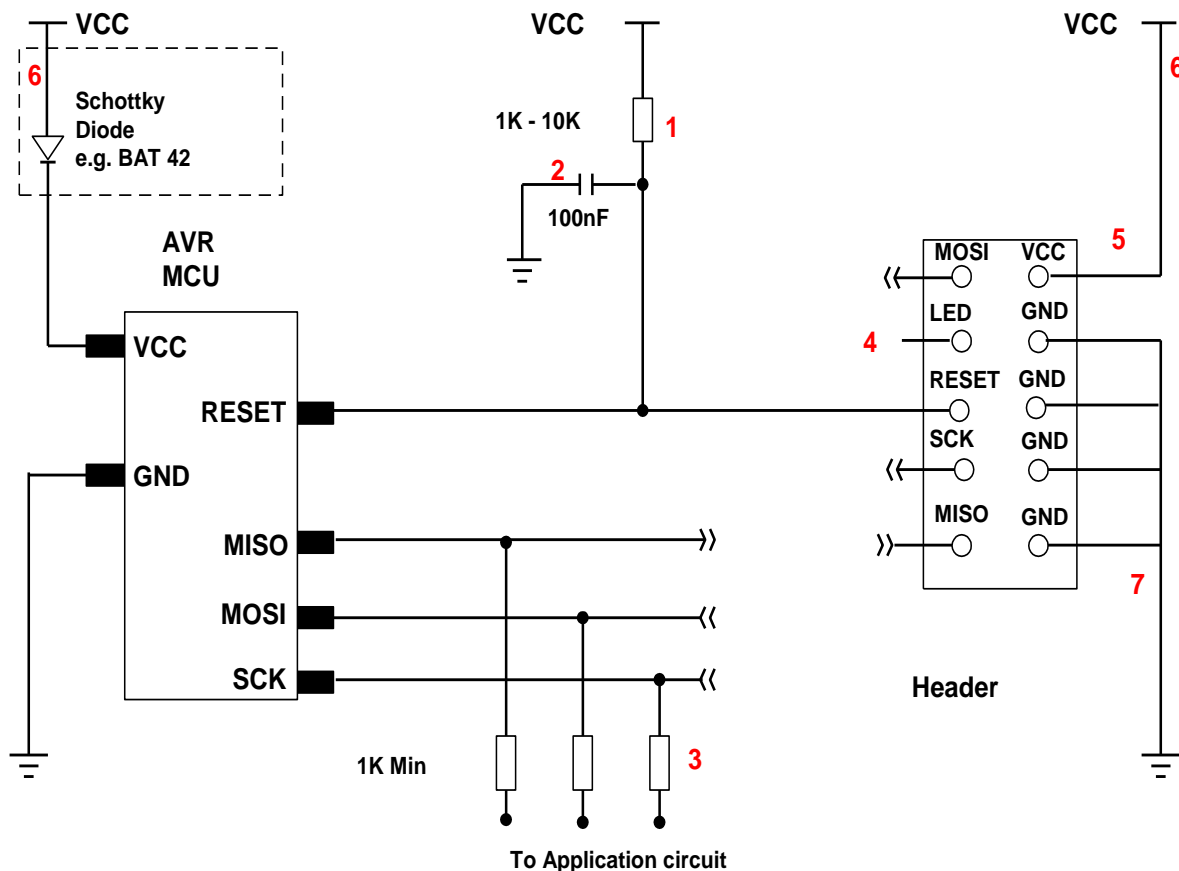 VCC
6
Schottky
Diode
e.g. BAT 42
VCC
1K - 10K
1
2
100nF
VCC
6
AVR
MCU
VCC
RESET
GND
MISO
MOSI
SCK
MOSI
VCC
5
LED
GND
4
RESET
GND
SCK
GND
MISO
GND
7
Header
1K Min
3
To Application circuit